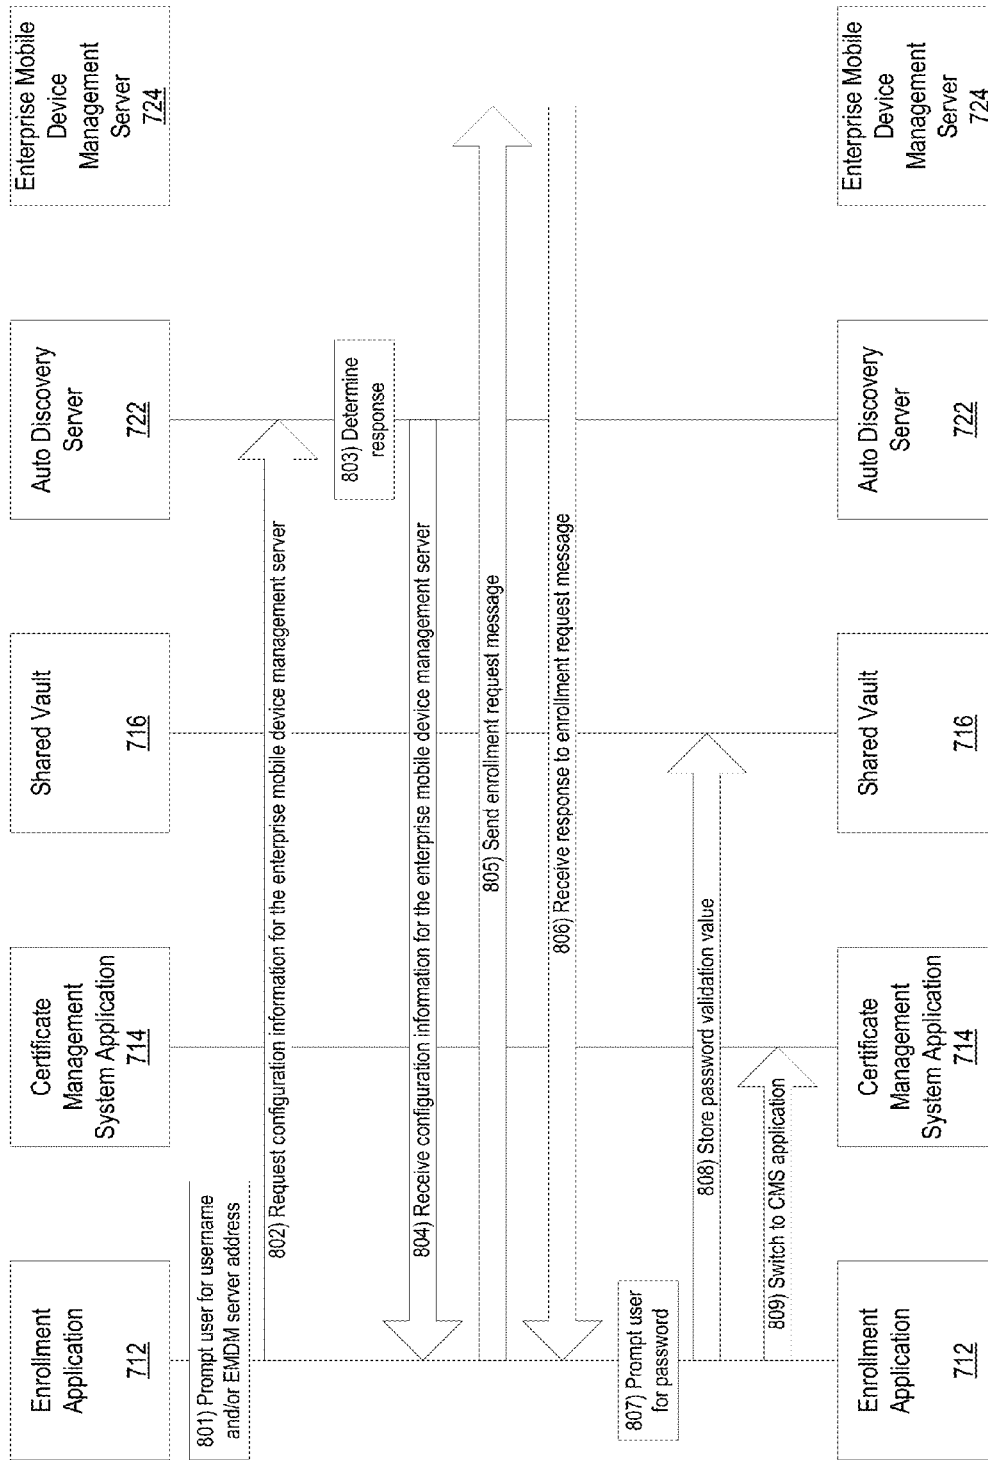 Enrollment
Application
712
Certificate
Management
System Application
714
Shared Vault
716
Auto Discovery
Server
722
Enterprise Mobile
Device
Management
Server
724
801) Prompt user for username
and/or EMDM server address
802) Request configuration information for the enterprise mobile device management server
803) Determine
response
804) Receive configuration information for the enterprise mobile device management server
805) Send enrollment request message
806) Receive response to enrollment request message
807) Prompt user
for password
808) Store password validation value
809) Switch to CMS application
Enrollment
Application
712
Certificate
Management
System Application
714
Shared Vault
716
Auto Discovery
Server
722
Enterprise Mobile
Device
Management
Server
724